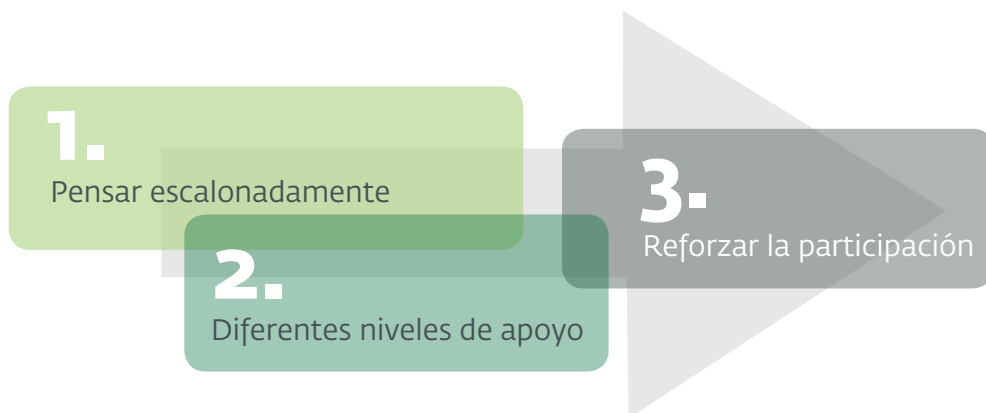 1.
Pensar escalonadamente
2.
Diferentes niveles de apoyo
3.
Reforzar la participación